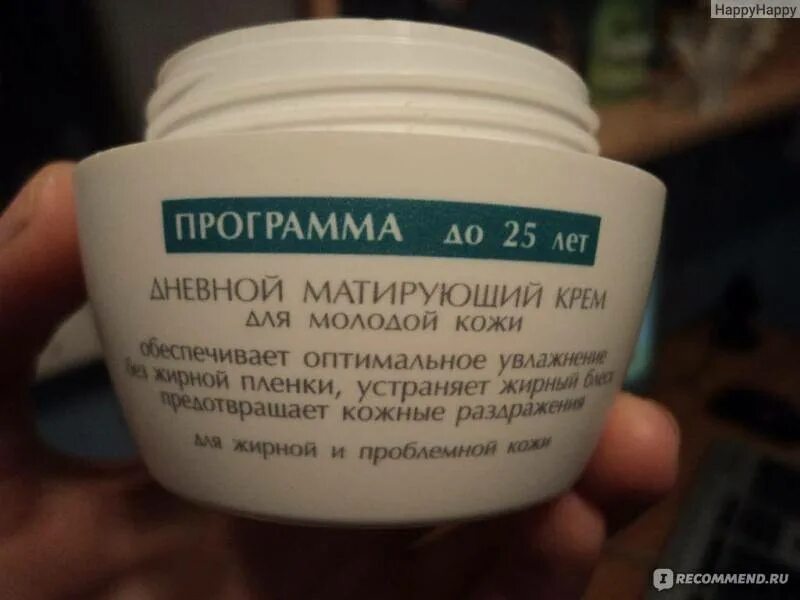 HappyHappy
ПРОГРАММА до 25 лет
ДНЕВНОЙ МАТИРУЮЩИЙ КРЕМ
для молодой кожи
обеспечивает оптимальное увлажнение
без жирной пленки, устраняет жирный блеск
предотвращает кожные раздражения
для жирной и проблемной кожи
IRECOMMEND.RU